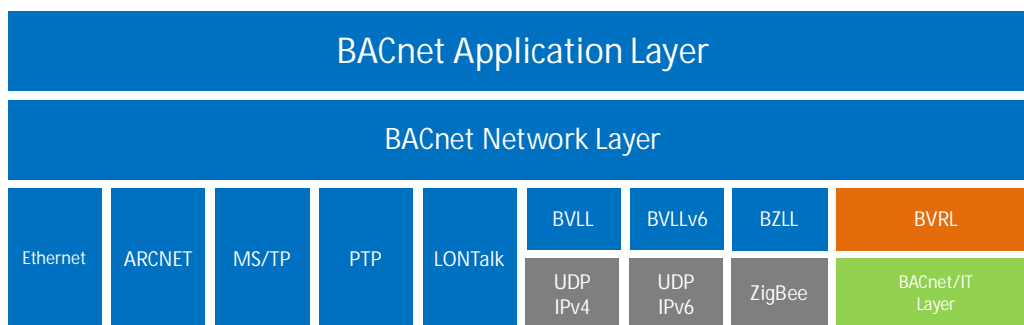 BACnet Application Layer
BACnet Network Layer
Ethernet
ARCNET
MS/TP
PTP
LONTalk
BVLL
BVLLv6
BZLL
BVRL
UDP
IPv4
UDP
IPv6
ZigBee
BACnet/IT
Layer